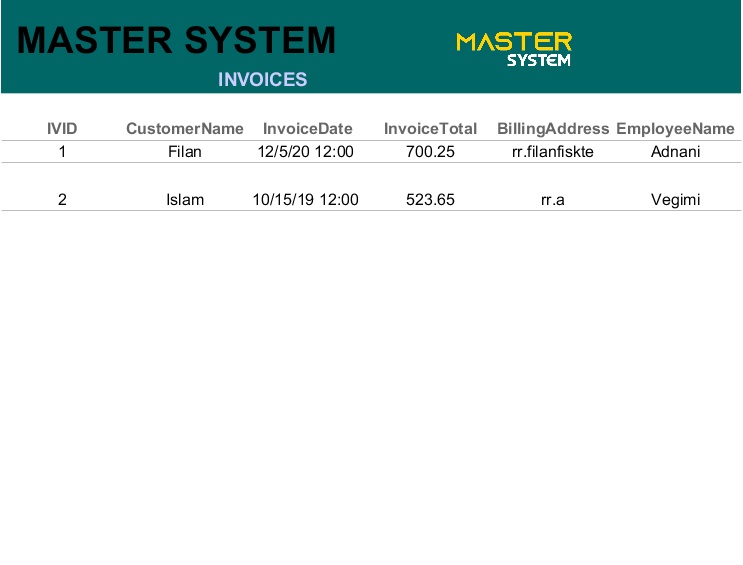 MASTER SYSTEM
MASTER
SYSTEM
INVOICES
IVID CustomerName InvoiceDate InvoiceTotal BillingAddress EmployeeName
1 Filan 12/5/20 12:00 700.25 rr.filanfiskte Adnani
2 Islam 10/15/19 12:00 523.65 rr.a Vegimi